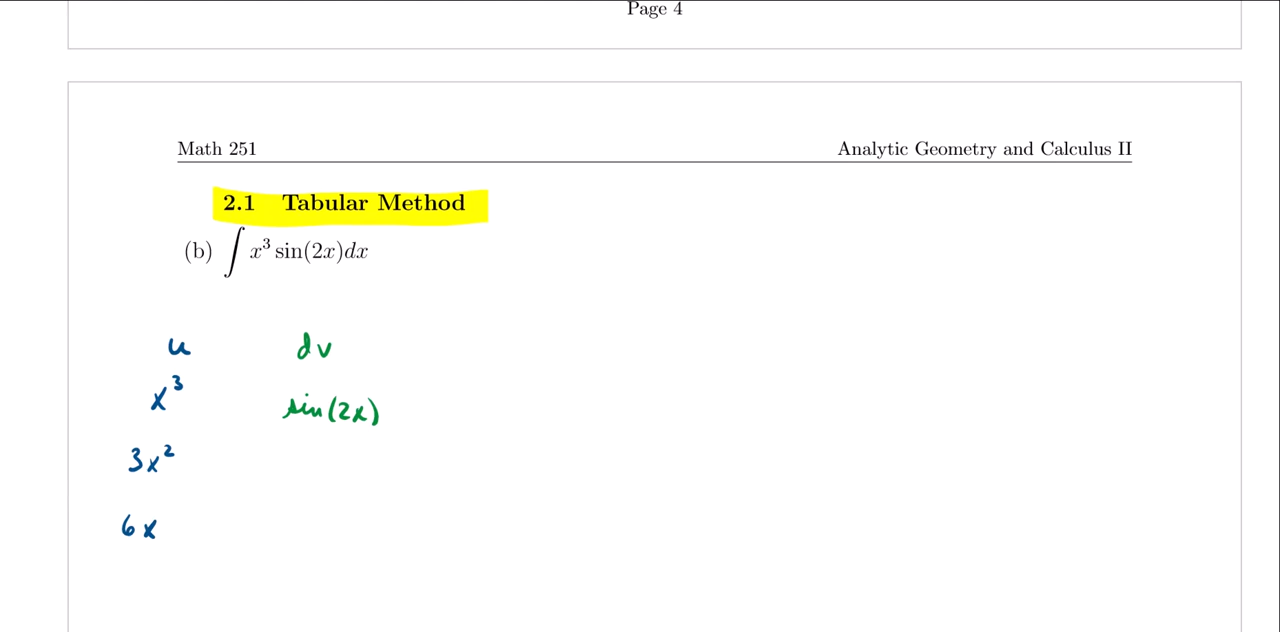 Page 4
Math 251 Analytic Geometry and Calculus II
2.1 Tabular Method
(b) ∫ x³ sin(2x)dx
u dv
x³ sin(2x)
3x²
6x